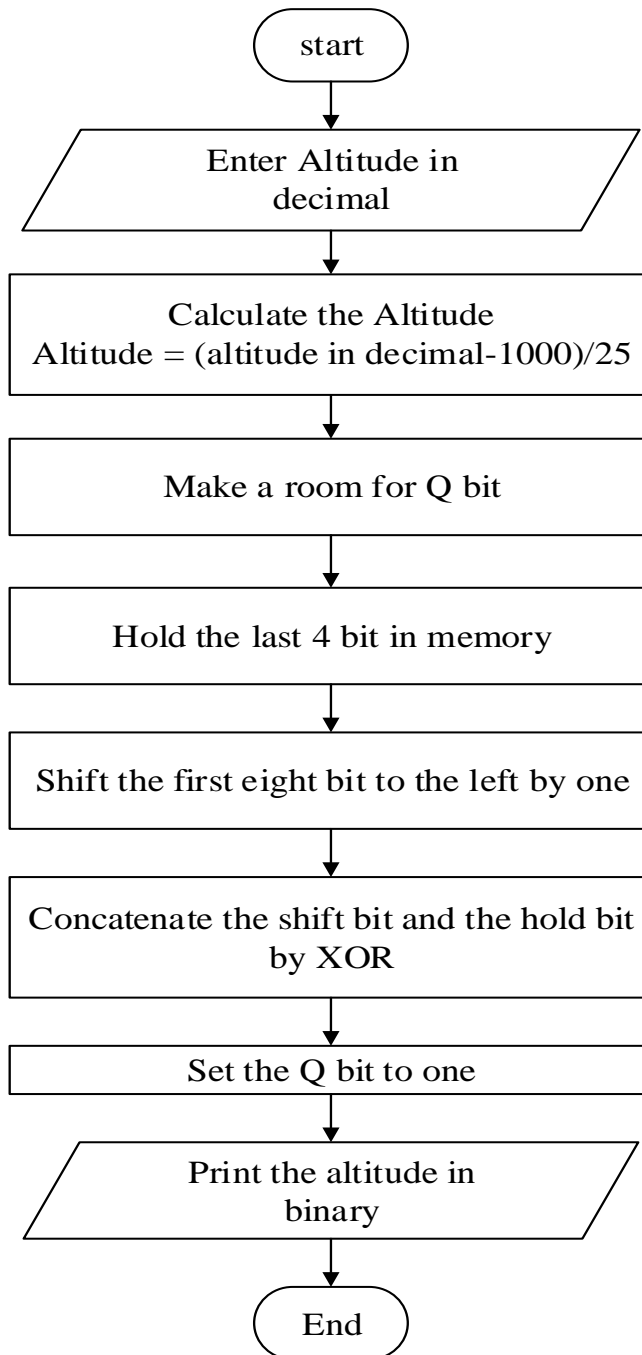 start
Enter Altitude in
decimal
Calculate the Altitude
Altitude = (altitude in decimal-1000)/25
Make a room for Q bit
Hold the last 4 bit in memory
Shift the first eight bit to the left by one
Concatenate the shift bit and the hold bit
by XOR
Set the Q bit to one
Print the altitude in
binary
End